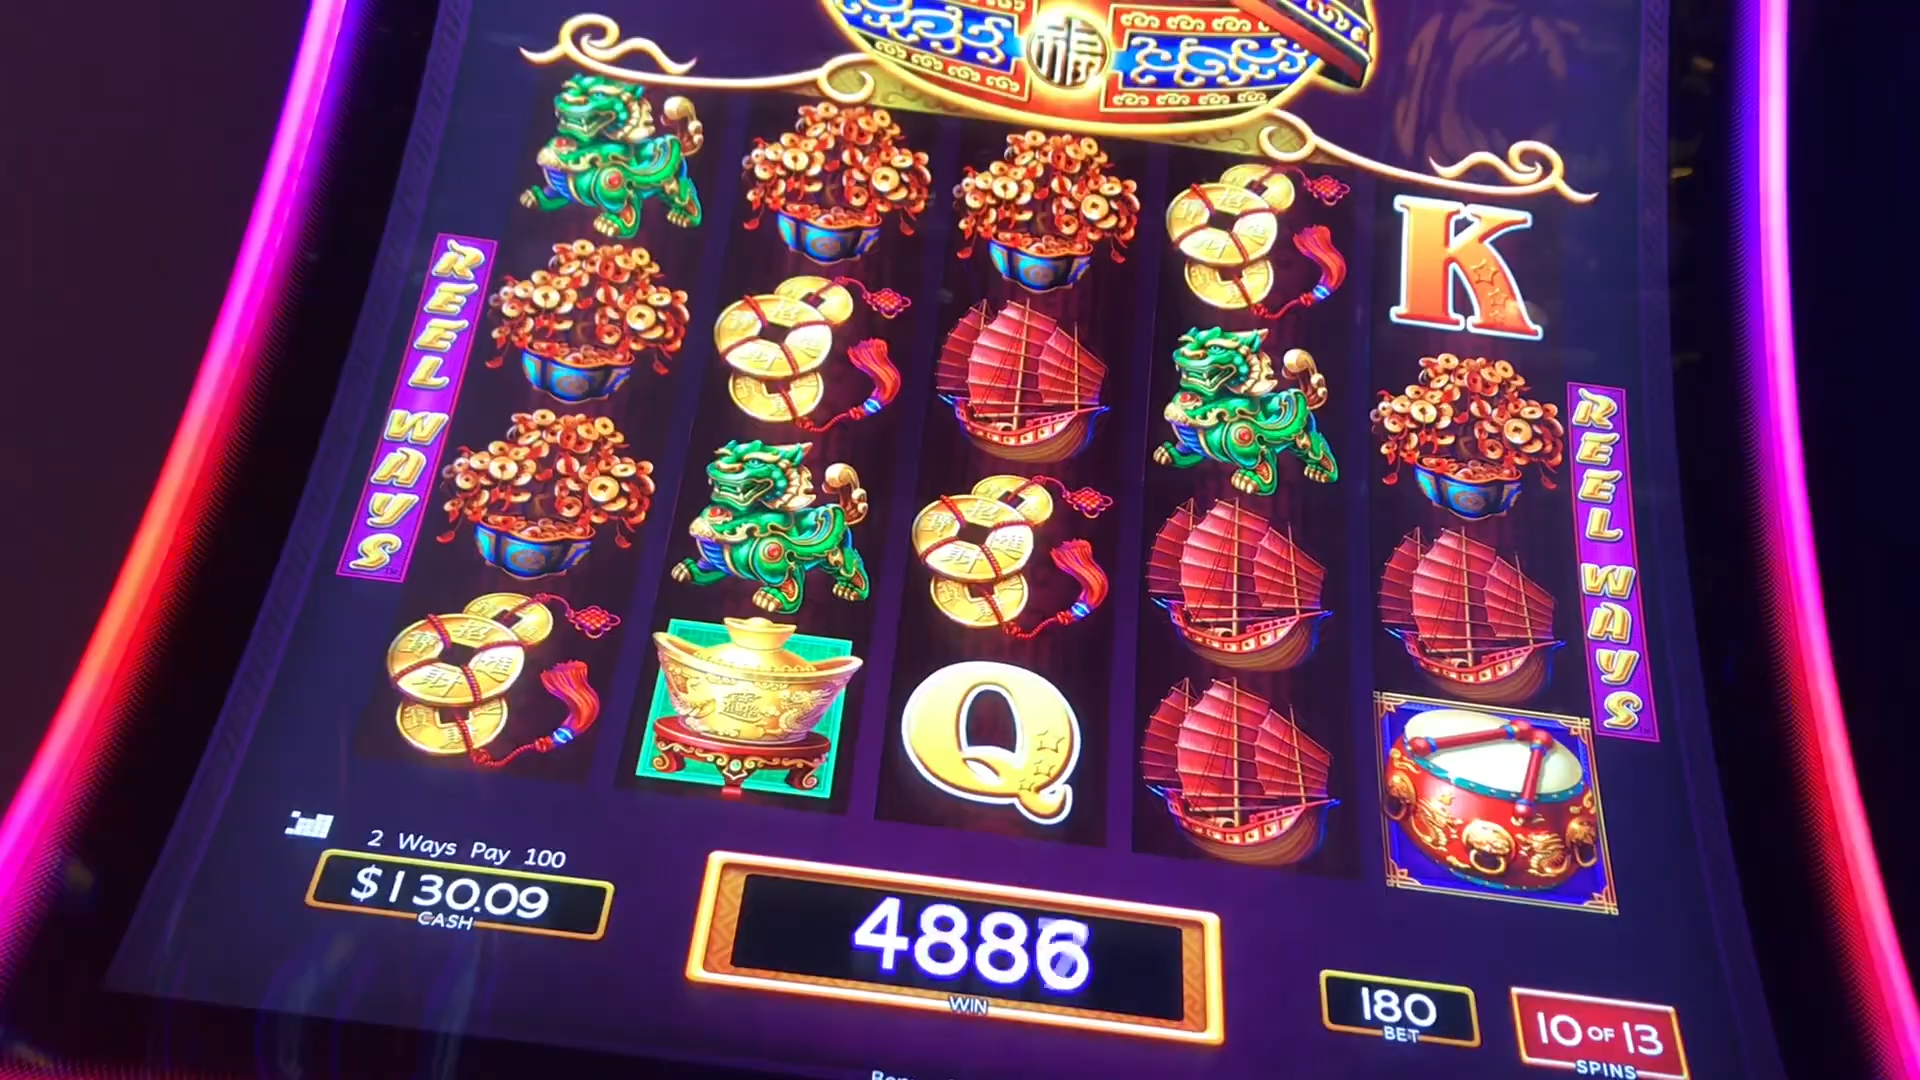 福
K
REEL WAYS
REEL WAYS
Q
2 Ways Pay 100
$130.09
CASH
4886
WIN
180
BET
10 OF 13
SPINS